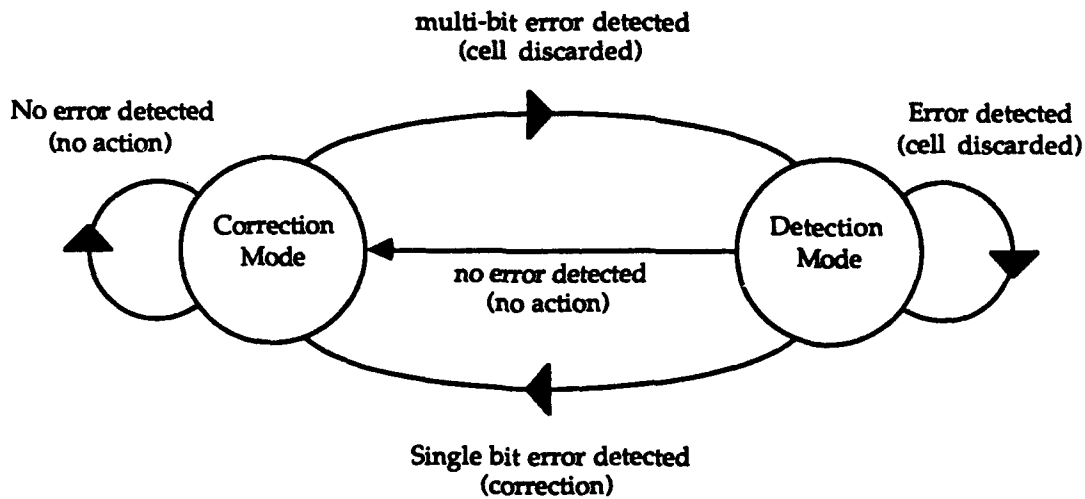 multi-bit error detected
(cell discarded)
No error detected
(no action)
Error detected
(cell discarded)
Correction
Mode
Detection
Mode
no error detected
(no action)
Single bit error detected
(correction)